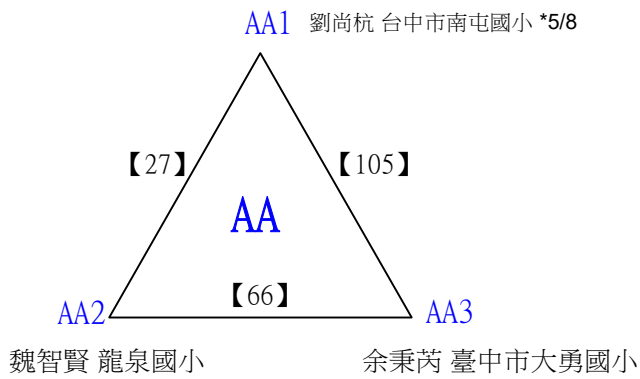 AA1 劉尚杭 台中市南屯國小 *5/8
【27】 【105】
AA
【66】
AA2 AA3
魏智賢 龍泉國小 余秉芮 臺中市大勇國小